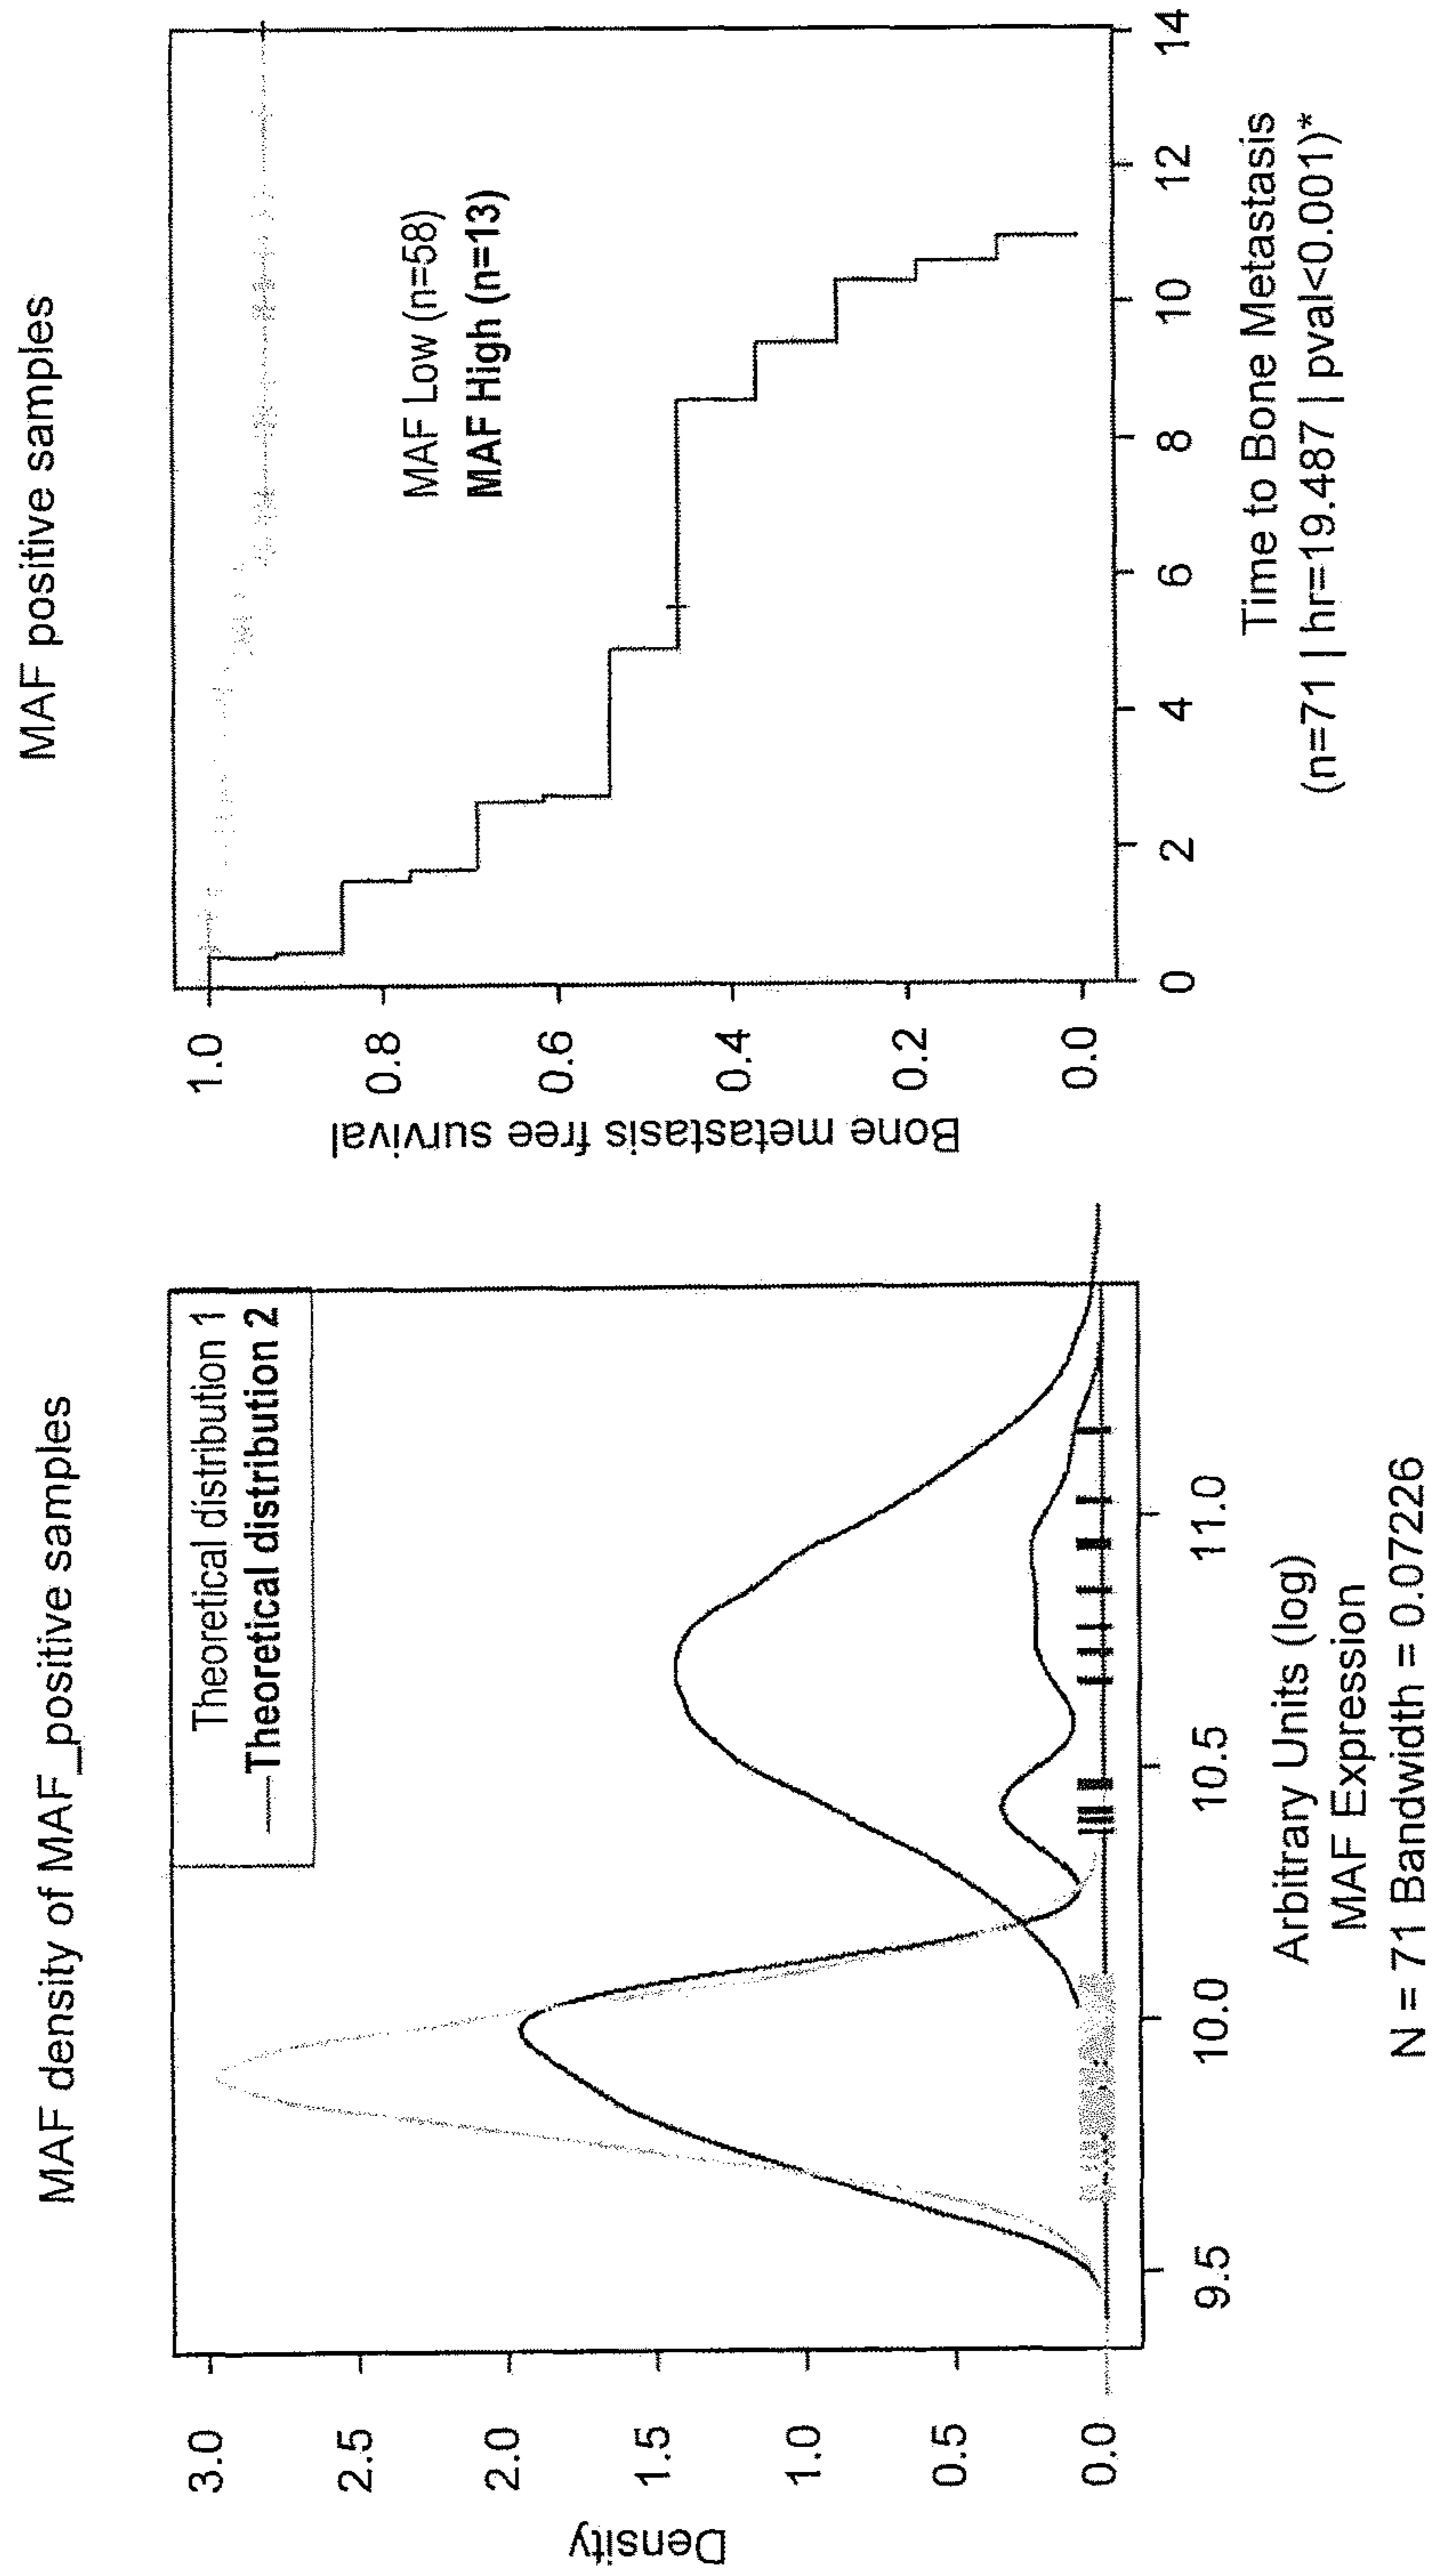 MAF density of MAF_positive samples
Density
3.0
2.5
2.0
1.5
1.0
0.5
0.0
Theoretical distribution 1
Theoretical distribution 2
9.5
10.0
10.5
11.0
Arbitrary Units (log)
MAF Expression
N = 71 Bandwidth = 0.07226
MAF positive samples
Bone metastasis free survival
1.0
0.8
0.6
0.4
0.2
0.0
MAF Low (n=58)
MAF High (n=13)
0
2
4
6
8
10
12
14
Time to Bone Metastasis
(n=71 | hr=19.487 | pval<0.001)*